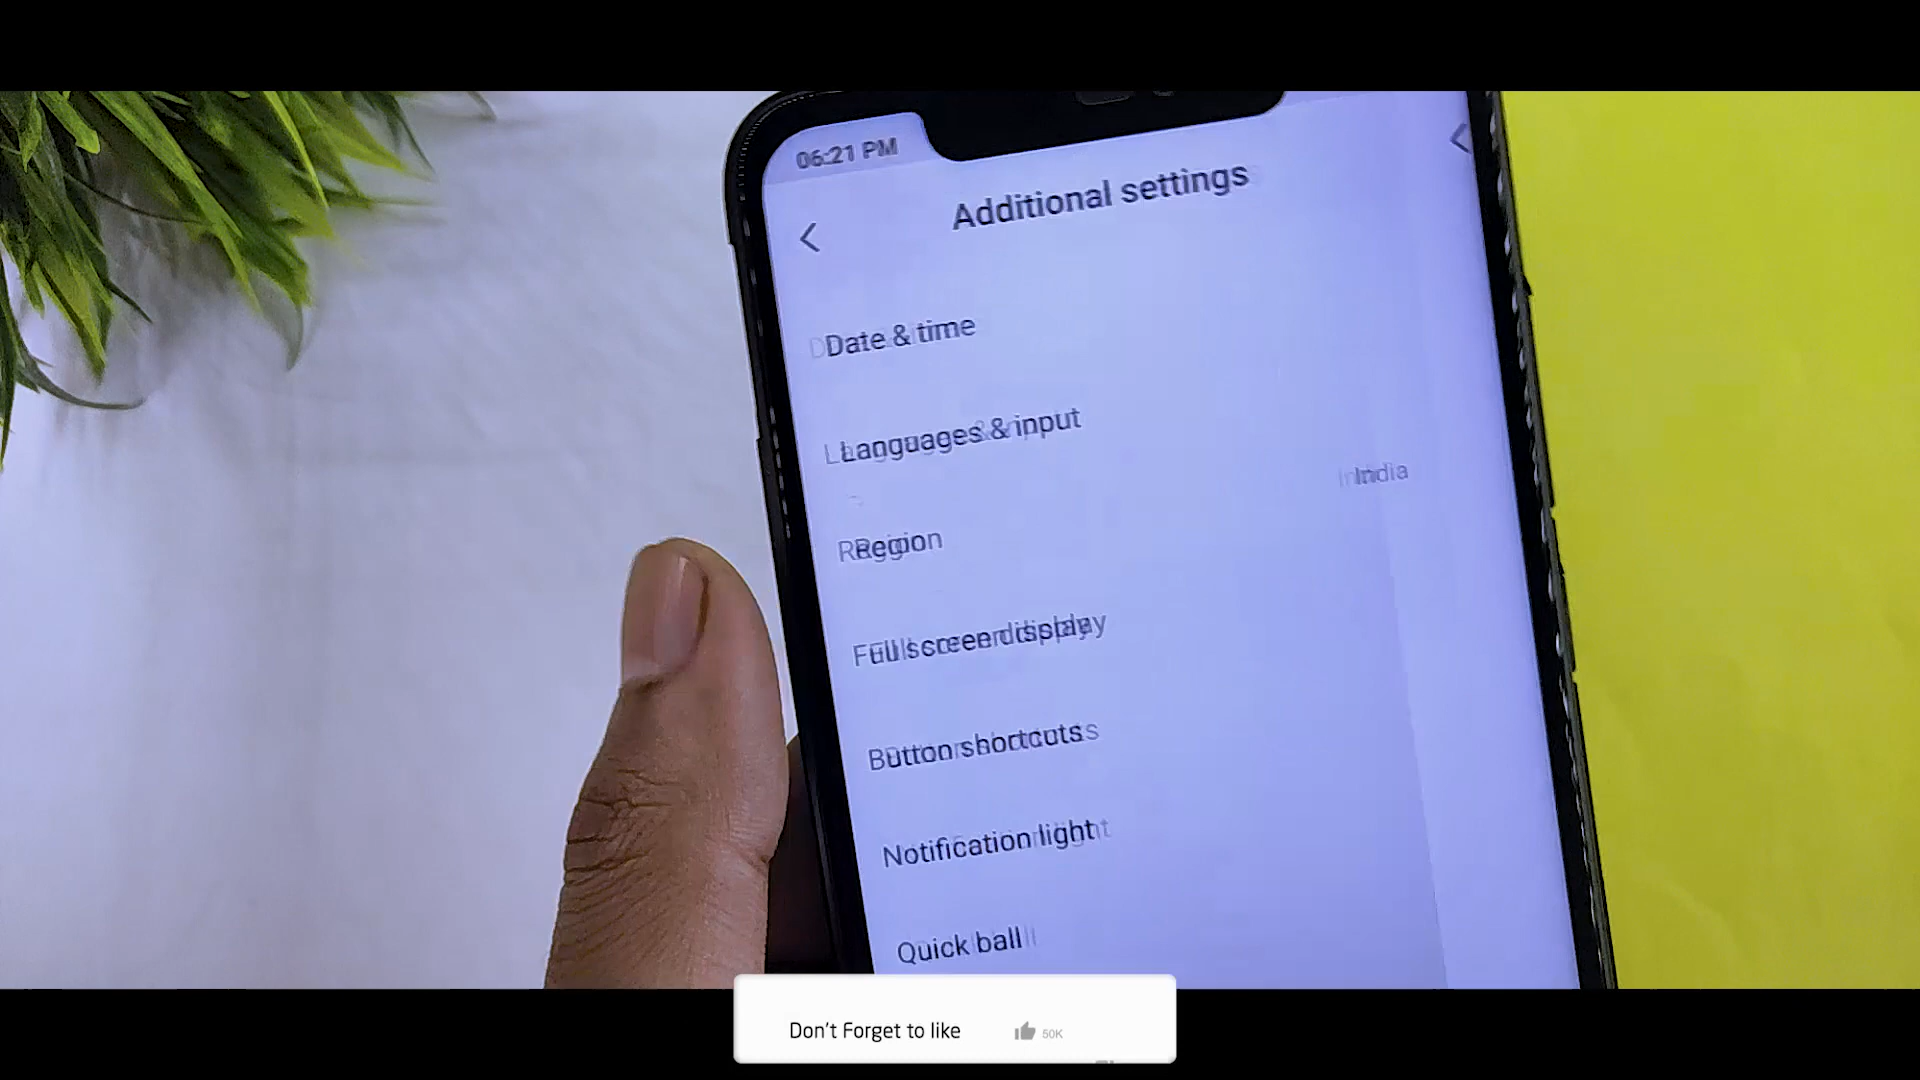 06:21 PM
Additional settings
Date & time
Languages & input
India
Region
Full screen display
Button shortcuts
Notification light
Quick ball
Don't Forget to like
50K